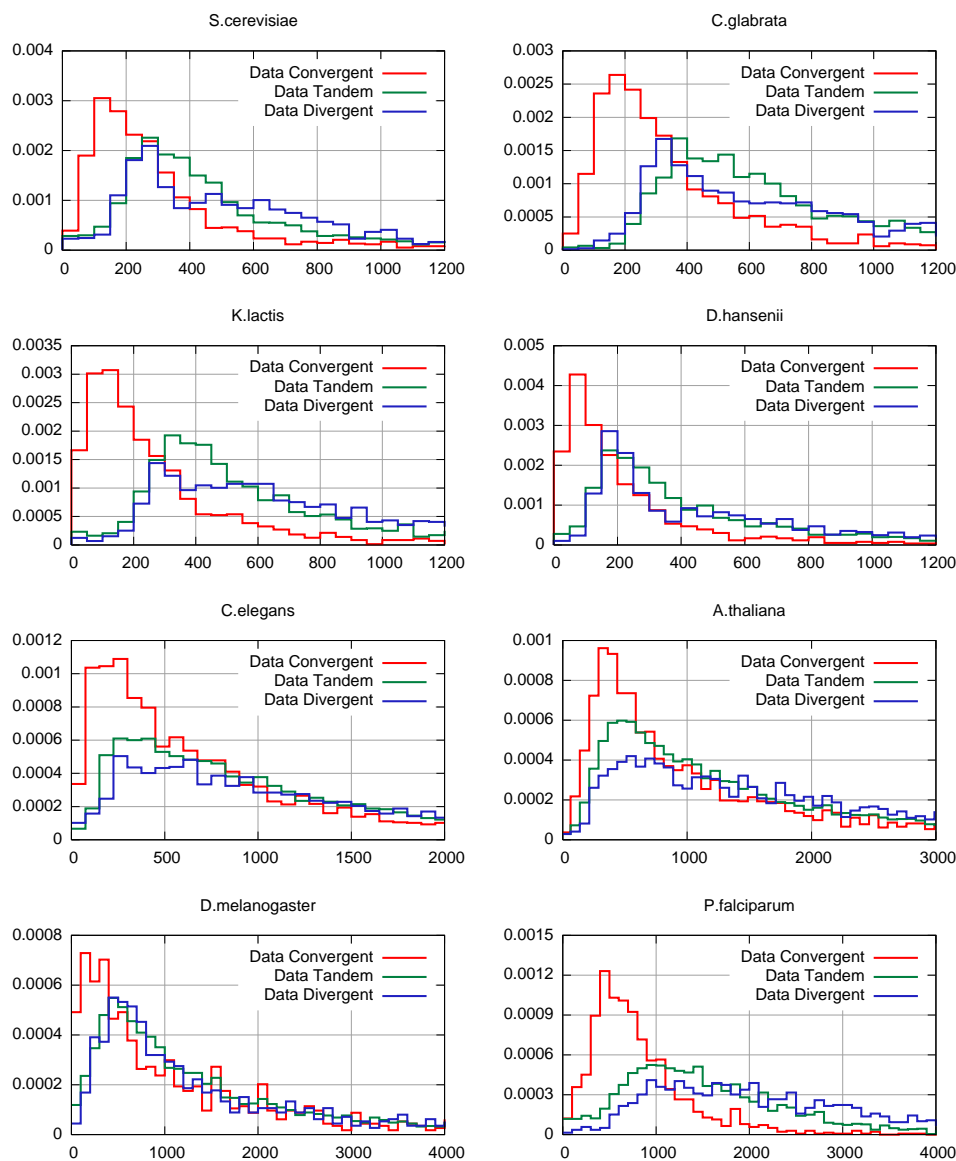 S.cerevisiae
0.004
0.003
0.002
0.001
0
0 200 400 600 800 1000 1200
Data Convergent
Data Tandem
Data Divergent
C.glabrata
0.003
0.0025
0.002
0.0015
0.001
0.0005
0
0 200 400 600 800 1000 1200
Data Convergent
Data Tandem
Data Divergent
K.lactis
0.0035
0.003
0.0025
0.002
0.0015
0.001
0.0005
0
0 200 400 600 800 1000 1200
Data Convergent
Data Tandem
Data Divergent
D.hansenii
0.005
0.004
0.003
0.002
0.001
0
0 200 400 600 800 1000 1200
Data Convergent
Data Tandem
Data Divergent
C.elegans
0.0012
0.001
0.0008
0.0006
0.0004
0.0002
0
0 500 1000 1500 2000
Data Convergent
Data Tandem
Data Divergent
A.thaliana
0.001
0.0008
0.0006
0.0004
0.0002
0
0 1000 2000 3000
Data Convergent
Data Tandem
Data Divergent
D.melanogaster
0.0008
0.0006
0.0004
0.0002
0
0 1000 2000 3000 4000
Data Convergent
Data Tandem
Data Divergent
P.falciparum
0.0015
0.0012
0.0009
0.0006
0.0003
0
0 1000 2000 3000 4000
Data Convergent
Data Tandem
Data Divergent